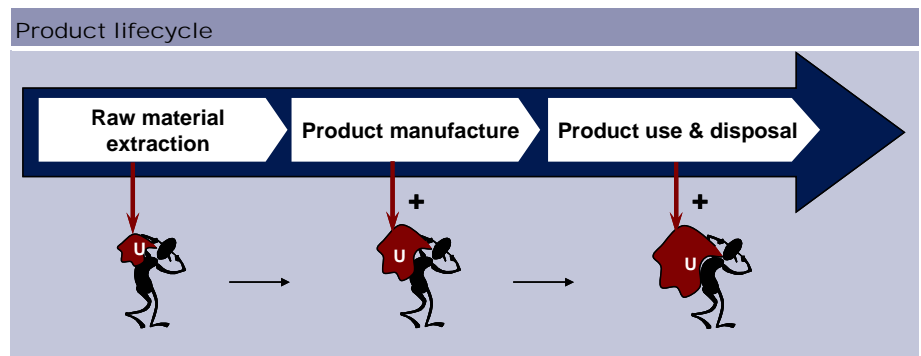 Product lifecycle
Raw material
extraction
Product manufacture
Product use & disposal
+
+
U
U
U